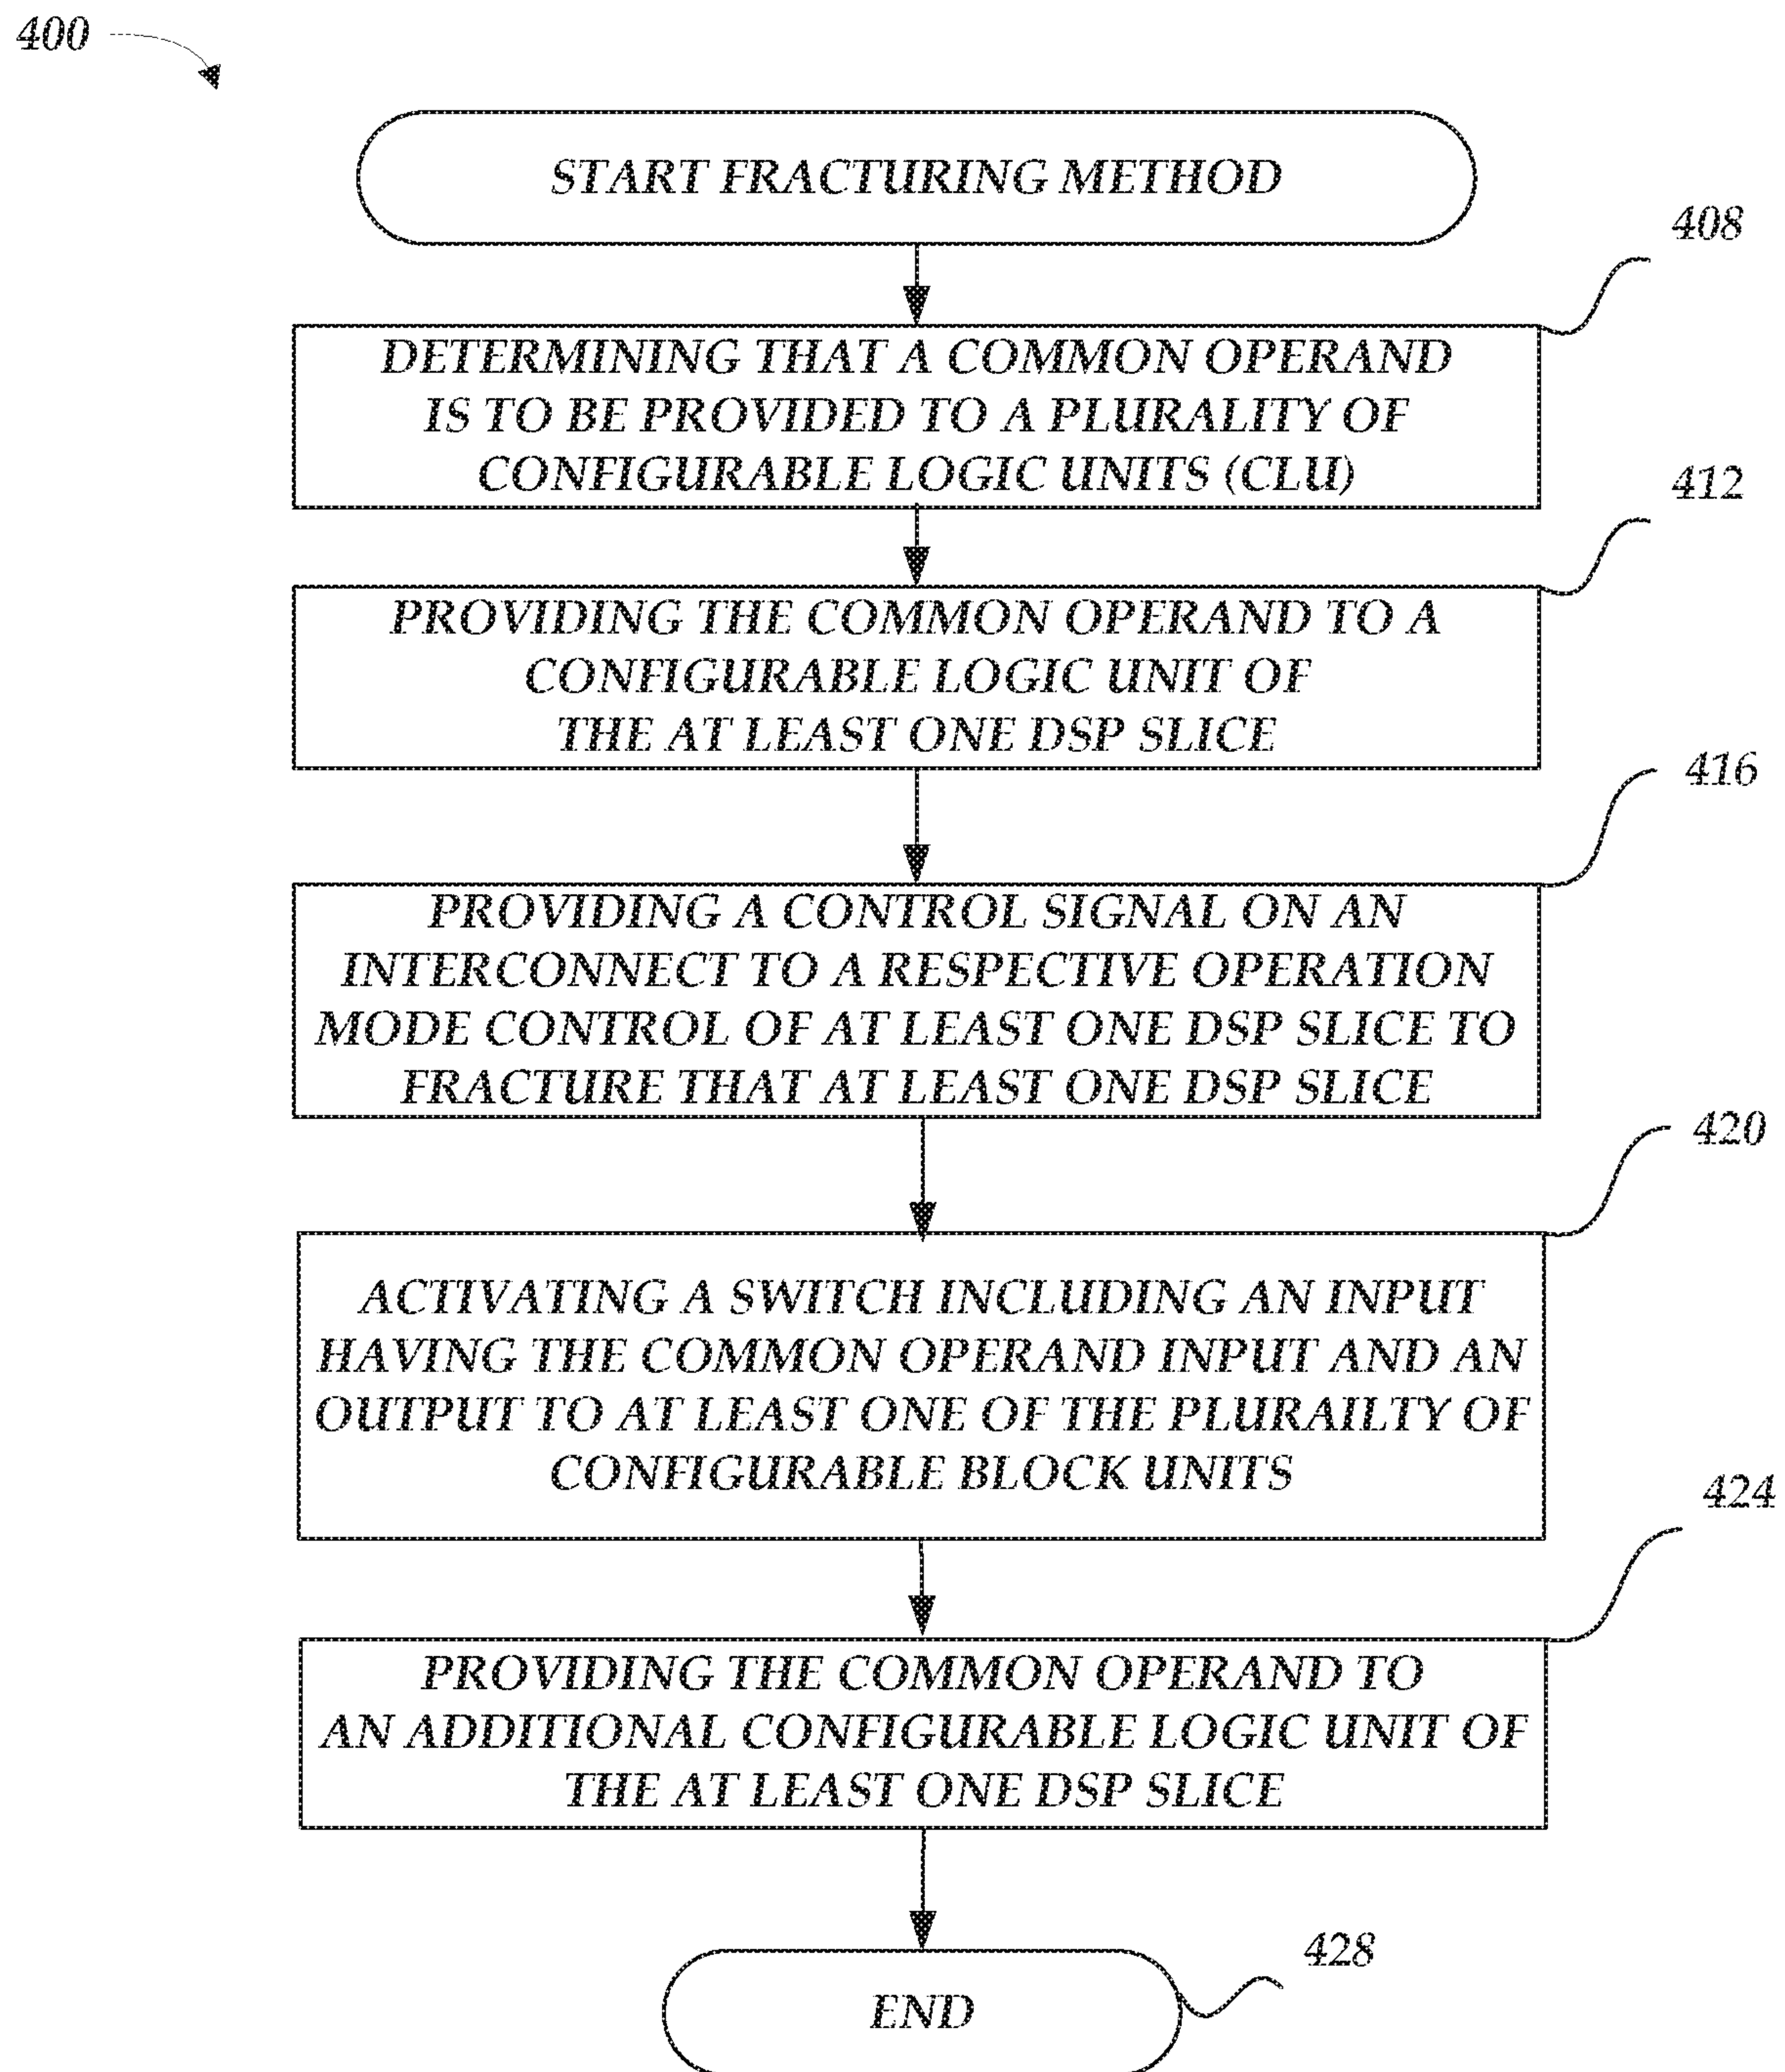 400
START FRACTURING METHOD
408
DETERMINING THAT A COMMON OPERAND
IS TO BE PROVIDED TO A PLURALITY OF
CONFIGURABLE LOGIC UNITS (CLU)
412
PROVIDING THE COMMON OPERAND TO A
CONFIGURABLE LOGIC UNIT OF
THE AT LEAST ONE DSP SLICE
416
PROVIDING A CONTROL SIGNAL ON AN
INTERCONNECT TO A RESPECTIVE OPERATION
MODE CONTROL OF AT LEAST ONE DSP SLICE TO
FRACTURE THAT AT LEAST ONE DSP SLICE
420
ACTIVATING A SWITCH INCLUDING AN INPUT
HAVING THE COMMON OPERAND INPUT AND AN
OUTPUT TO AT LEAST ONE OF THE PLURAILTY OF
CONFIGURABLE BLOCK UNITS
424
PROVIDING THE COMMON OPERAND TO
AN ADDITIONAL CONFIGURABLE LOGIC UNIT OF
THE AT LEAST ONE DSP SLICE
428
END